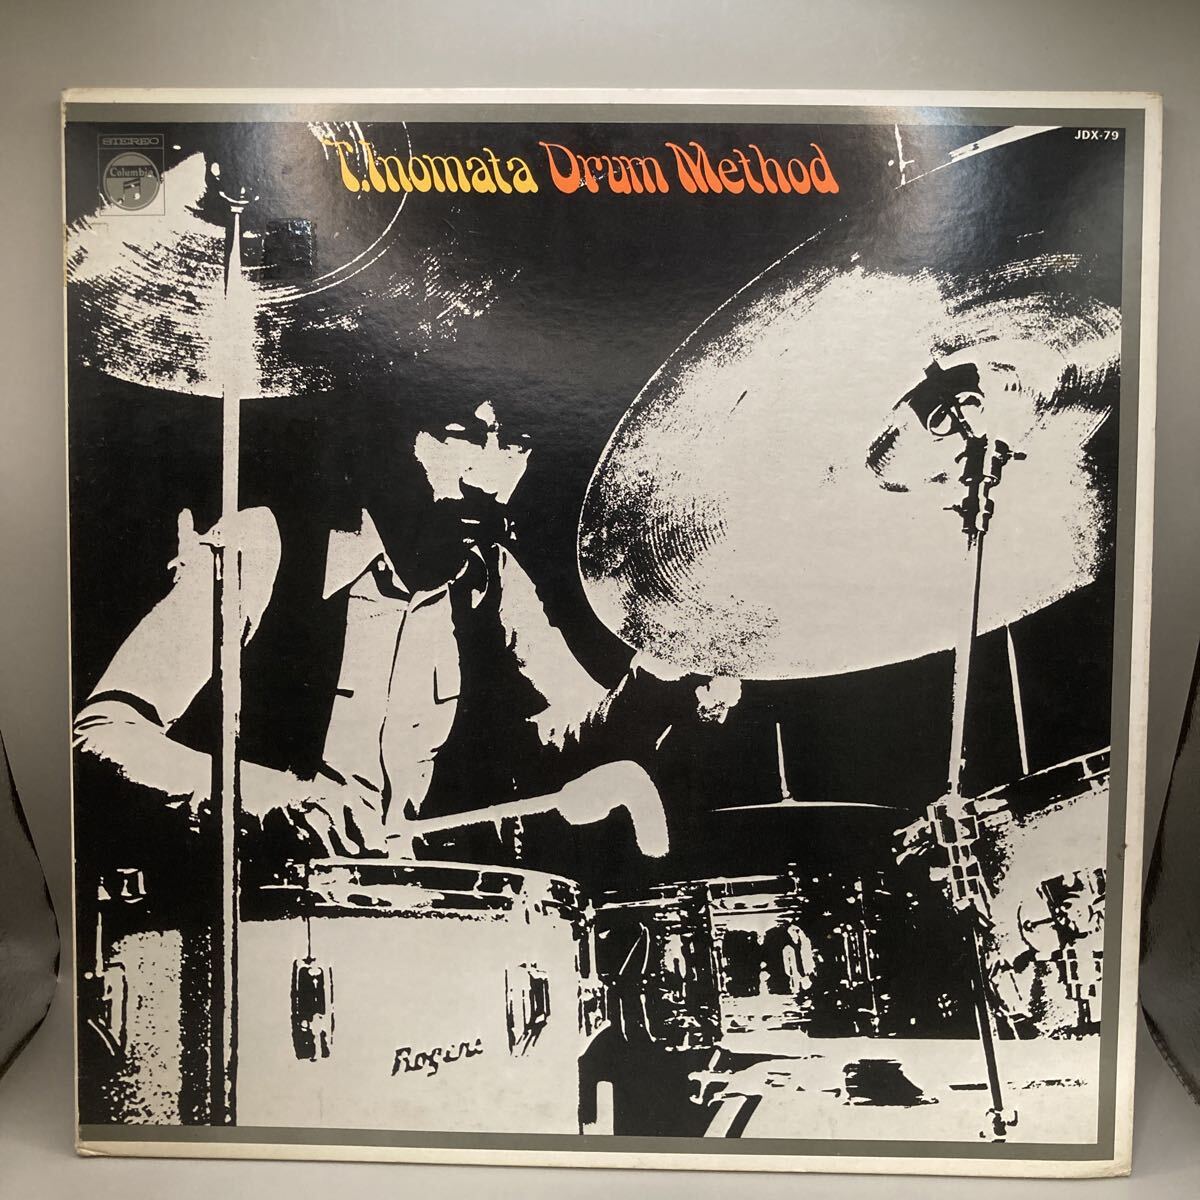 STEREO
Columbia
T.Inomata Drum Method
JDX-79
Rogers